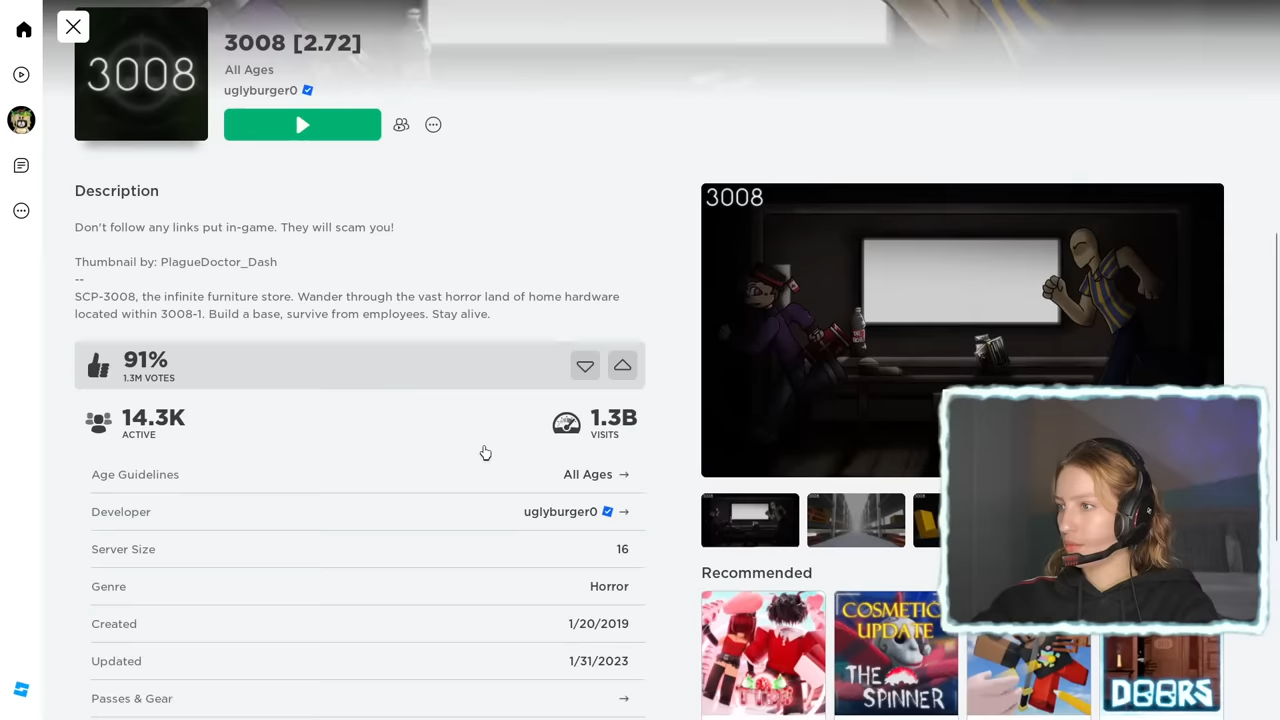 3008
3008 [2.72]
All Ages
uglyburger0
Description
Don't follow any links put in-game. They will scam you!
Thumbnail by: PlagueDoctor_Dash
--
SCP-3008, the infinite furniture store. Wander through the vast horror land of home hardware
located within 3008-1. Build a base, survive from employees. Stay alive.
91%
1.3M VOTES
14.3K
ACTIVE
1.3B
VISITS
Age Guidelines
All Ages →
Developer
uglyburger0 →
Server Size
16
Genre
Horror
Created
1/20/2019
Updated
1/31/2023
Passes & Gear
→
3008
Recommended
COSMETIC
UPDATE
THE
SPINNER
DOORS